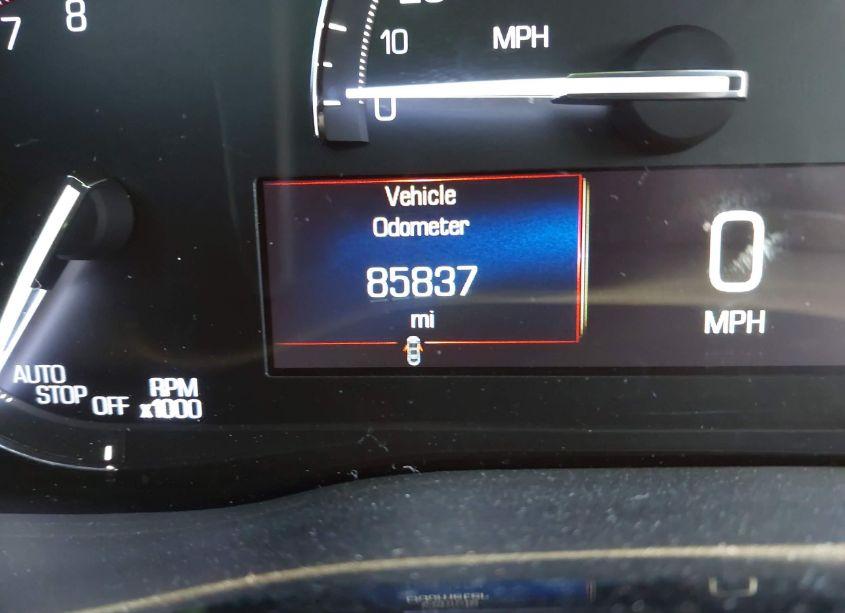 7 8
10
0
MPH
Vehicle
Odometer
85837
mi
0
MPH
AUTO
STOP
OFF
RPM
x1000